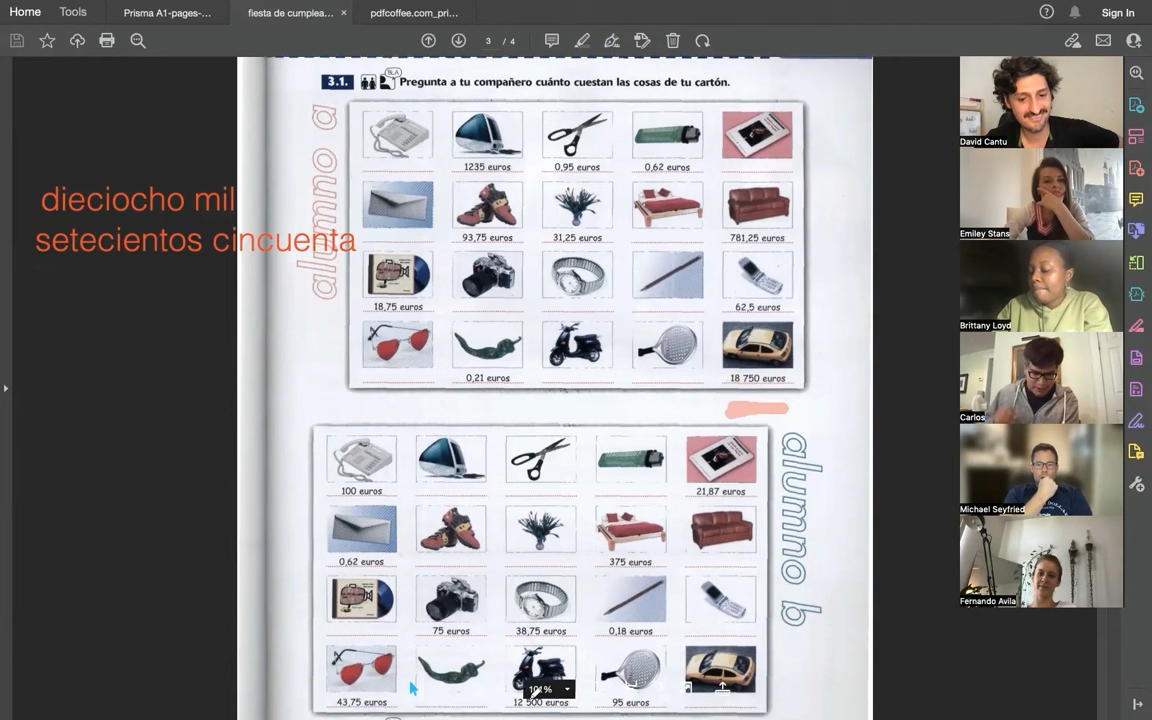 Home Tools Prisma A1-pages-... fiesta de cumplea... × pdfcoffee.com_pri... Sign In
3 / 4
3.1. BLA Pregunta a tu compañero cuánto cuestan las cosas de tu cartón.
alumno a
1235 euros 0,95 euros 0,62 euros
dieciocho mil
setecientos cincuenta
93,75 euros 31,25 euros 781,25 euros
18,75 euros 62,5 euros
0,21 euros 18 750 euros
alumno b
100 euros 21,87 euros
0,62 euros 375 euros
75 euros 38,75 euros 0,18 euros
43,75 euros 12 500 euros 95 euros
101%
David Cantu
Emiley Stans
Brittany Loyd
Carlos
Michael Seyfried
Fernando Avila